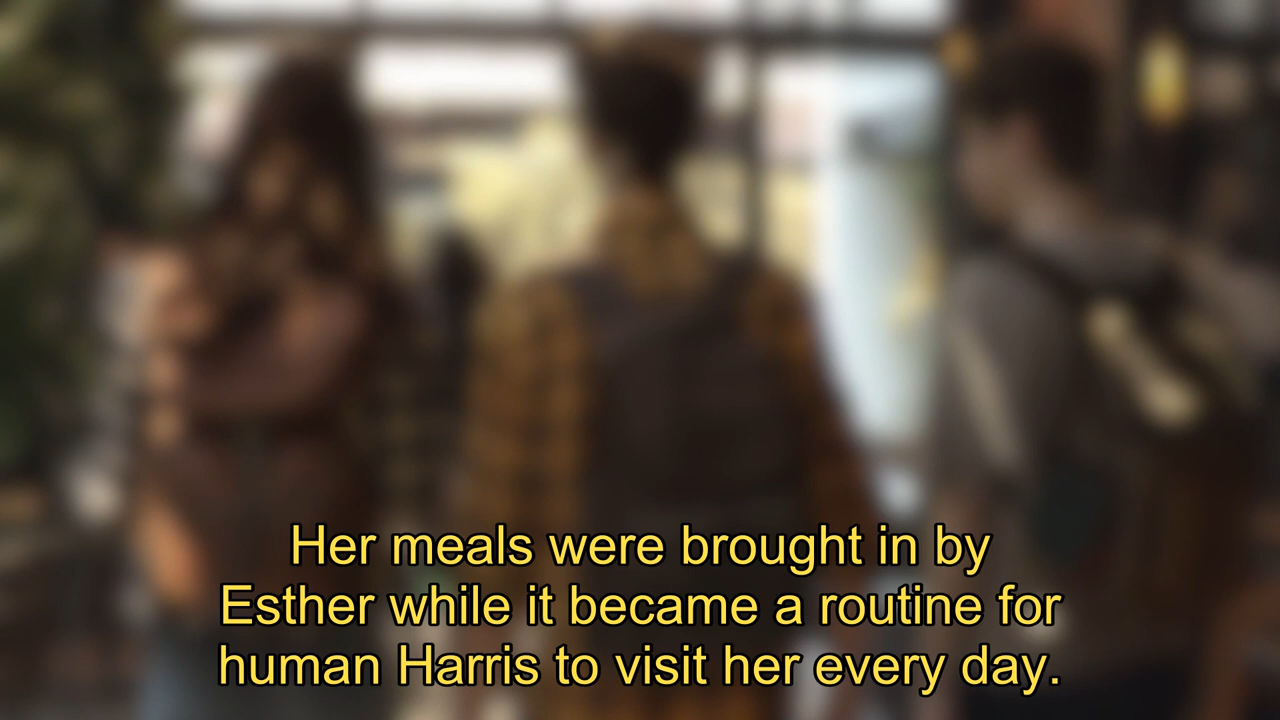 Her meals were brought in by
Esther while it became a routine for
human Harris to visit her every day.